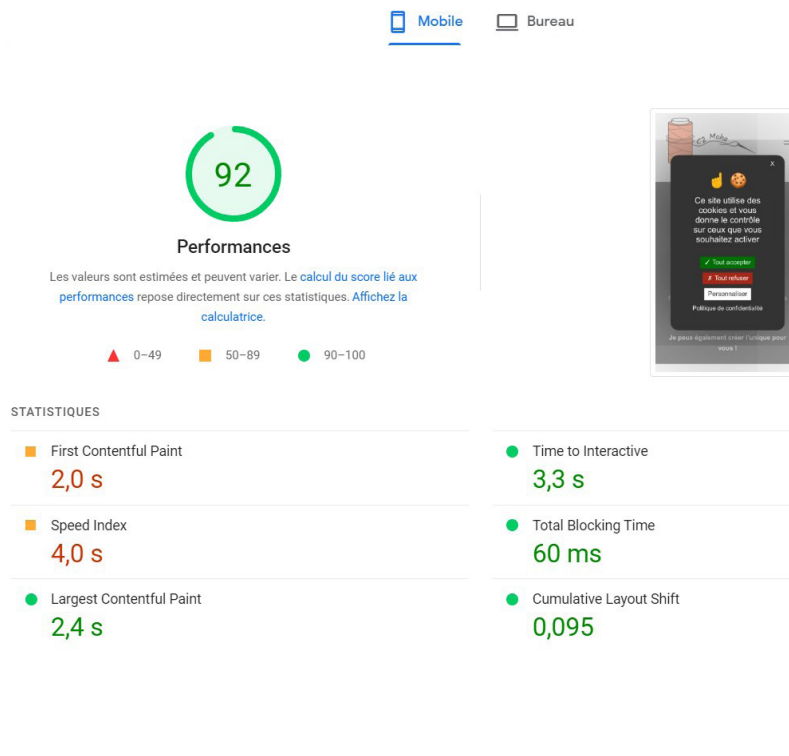 Mobile
Bureau
92
Performances
Les valeurs sont estimées et peuvent varier. Le calcul du score lié aux
performances repose directement sur ces statistiques. Affichez la
calculatrice.
0–49
50–89
90–100
X
Ce site utilise des
cookies et vous
donne le contrôle
sur ceux que vous
souhaitez activer
✓ Tout accepter
✗ Tout refuser
Personnaliser
Politique de confidentialité
Je peux également créer l'unique pour
vous !
STATISTIQUES
First Contentful Paint
2,0 s
Time to Interactive
3,3 s
Speed Index
4,0 s
Total Blocking Time
60 ms
Largest Contentful Paint
2,4 s
Cumulative Layout Shift
0,095